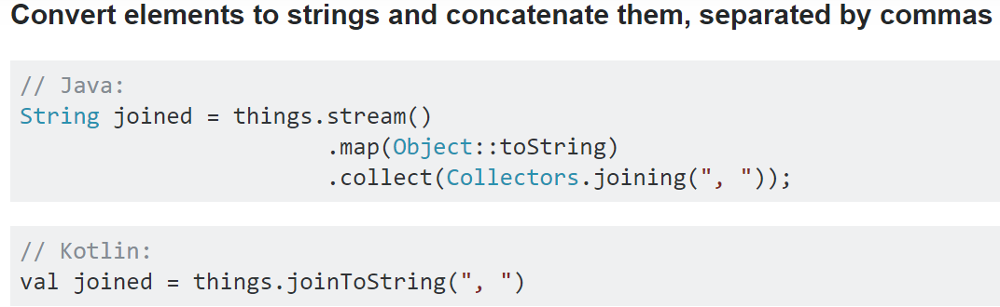 Convert elements to strings and concatenate them, separated by commas
// Java:
String joined = things.stream()
.map(Object::toString)
.collect(Collectors.joining(", "));
// Kotlin:
val joined = things.joinToString(", ")